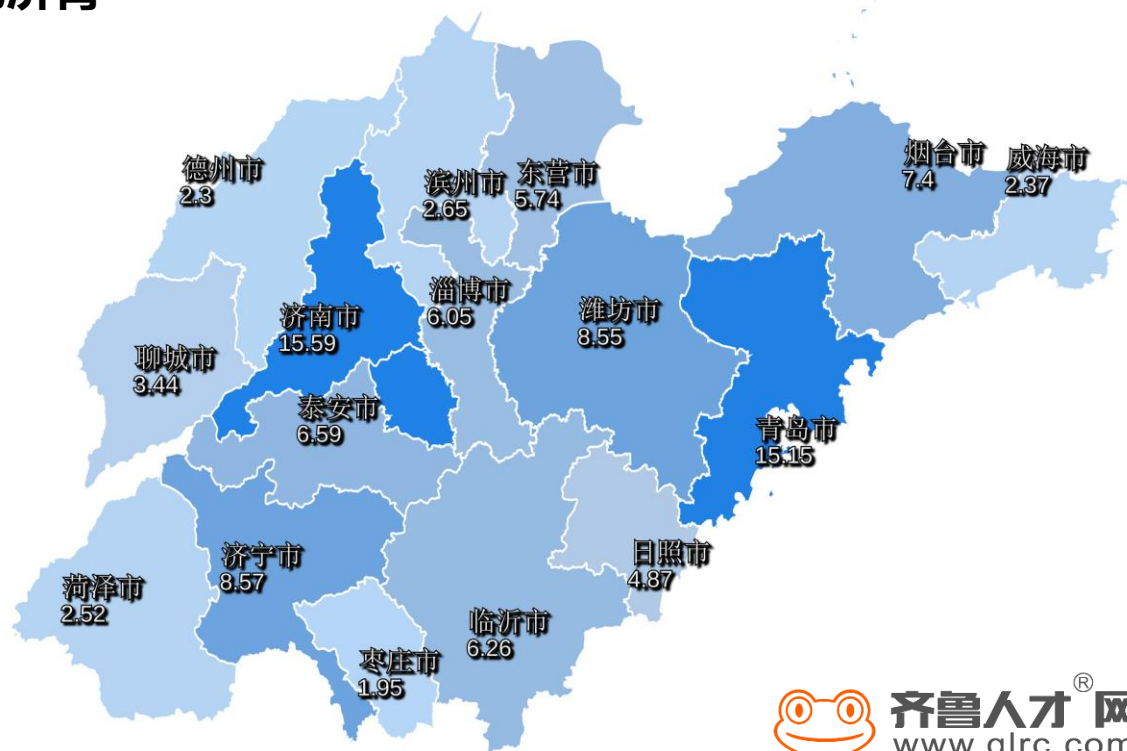 德州市
2.3
滨州市
2.65
东营市
5.74
烟台市
7.4
威海市
2.37
淄博市
6.05
潍坊市
8.55
济南市
15.59
聊城市
3.44
泰安市
6.59
青岛市
15.15
济宁市
8.57
日照市
4.87
菏泽市
2.52
临沂市
6.26
枣庄市
1.95
齐鲁人才网®
www.qlrc.com